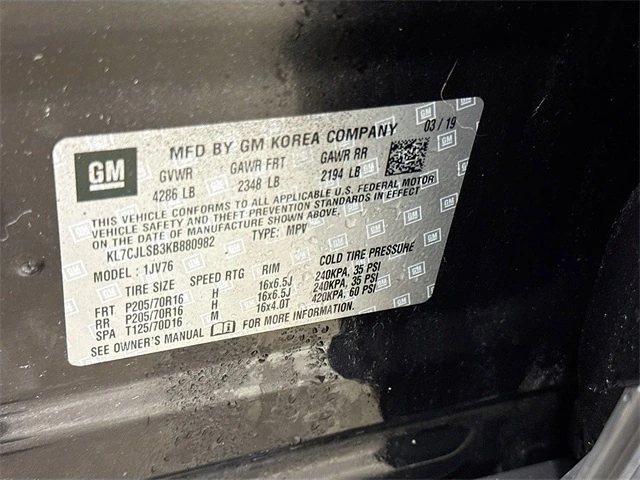 GM
MFD BY GM KOREA COMPANY 03 / 19
GVWR GAWR FRT GAWR RR
4286 LB 2348 LB 2194 LB
THIS VEHICLE CONFORMS TO ALL APPLICABLE U.S. FEDERAL MOTOR
VEHICLE SAFETY AND THEFT PREVENTION STANDARDS IN EFFECT
ON THE DATE OF MANUFACTURE SHOWN ABOVE.
KL7CJLSB3KB880982 TYPE: MPV
MODEL: 1JV76 COLD TIRE PRESSURE
TIRE SIZE SPEED RTG RIM
FRT P205/70R16 H 16x6.5J 240KPA, 35 PSI
RR P205/70R16 H 16x6.5J 240KPA, 35 PSI
SPA T125/70D16 M 16x4.0T 420KPA, 60 PSI
SEE OWNER'S MANUAL FOR MORE INFORMATION.